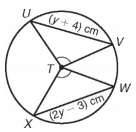 U
(y + 4) cm
V
T
W
X
(2y − 3) cm